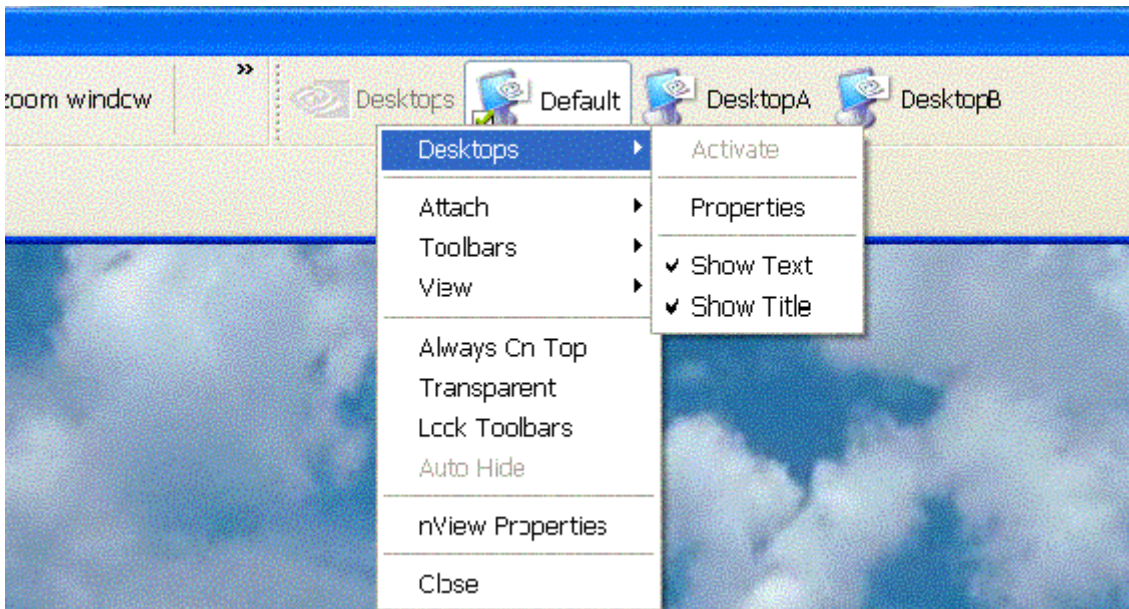 zoom window » Desktops Default DesktopA DesktopB
Desktops Activate
Attach Properties
Toolbars Show Text
View Show Title
Always On Top
Transparent
Lock Toolbars
Auto Hide
nView Properties
Close